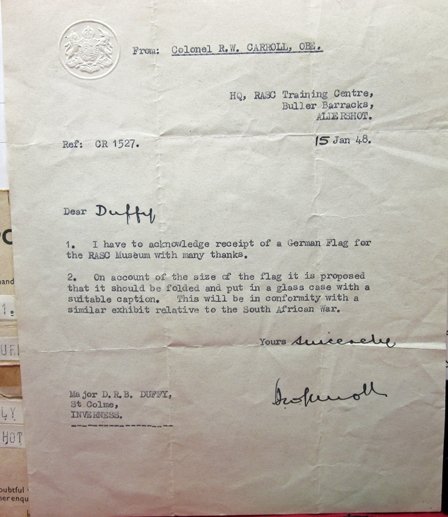 From: Colonel R.W. CARROLL, OBE.
HQ, RASC Training Centre,
Buller Barracks,
ALDERSHOT.
Ref: CR 1527.
15 Jan 48.
Dear Duffy
1. I have to acknowledge receipt of a German Flag for
the RASC Museum with many thanks.
2. On account of the size of the flag it is proposed
that it should be folded and put in a glass case with a
suitable caption. This will be in conformity with a
similar exhibit relative to the South African War.
Yours sincerely
Major D.R.B. DUFFY,
St Colme,
INVERNESS.
HOT
oubtful